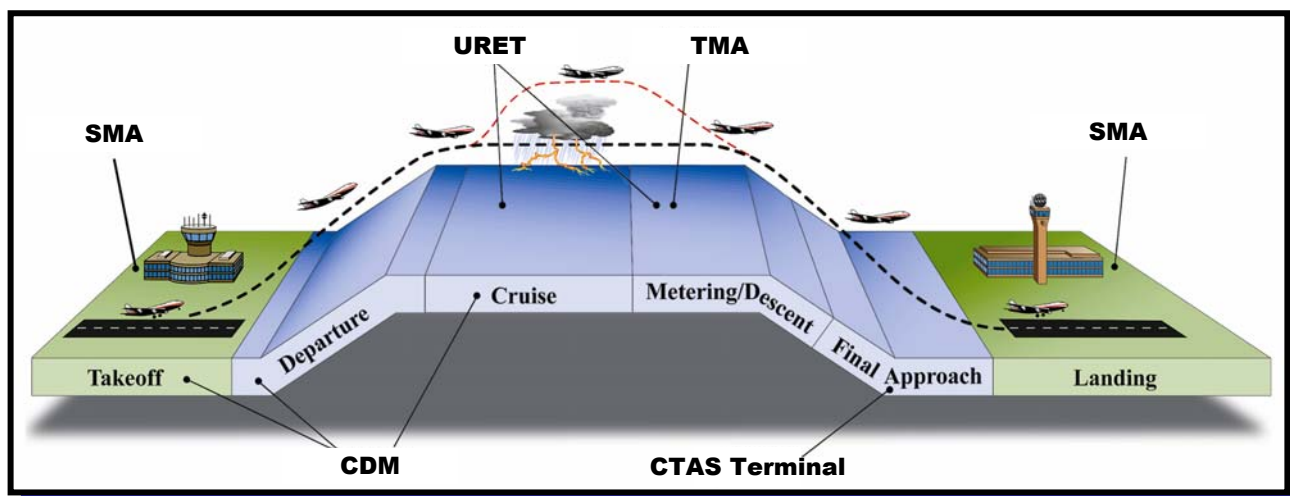 URET
TMA
SMA
SMA
Cruise
Metering/Descent
Departure
Final Approach
Takeoff
Landing
CDM
CTAS Terminal